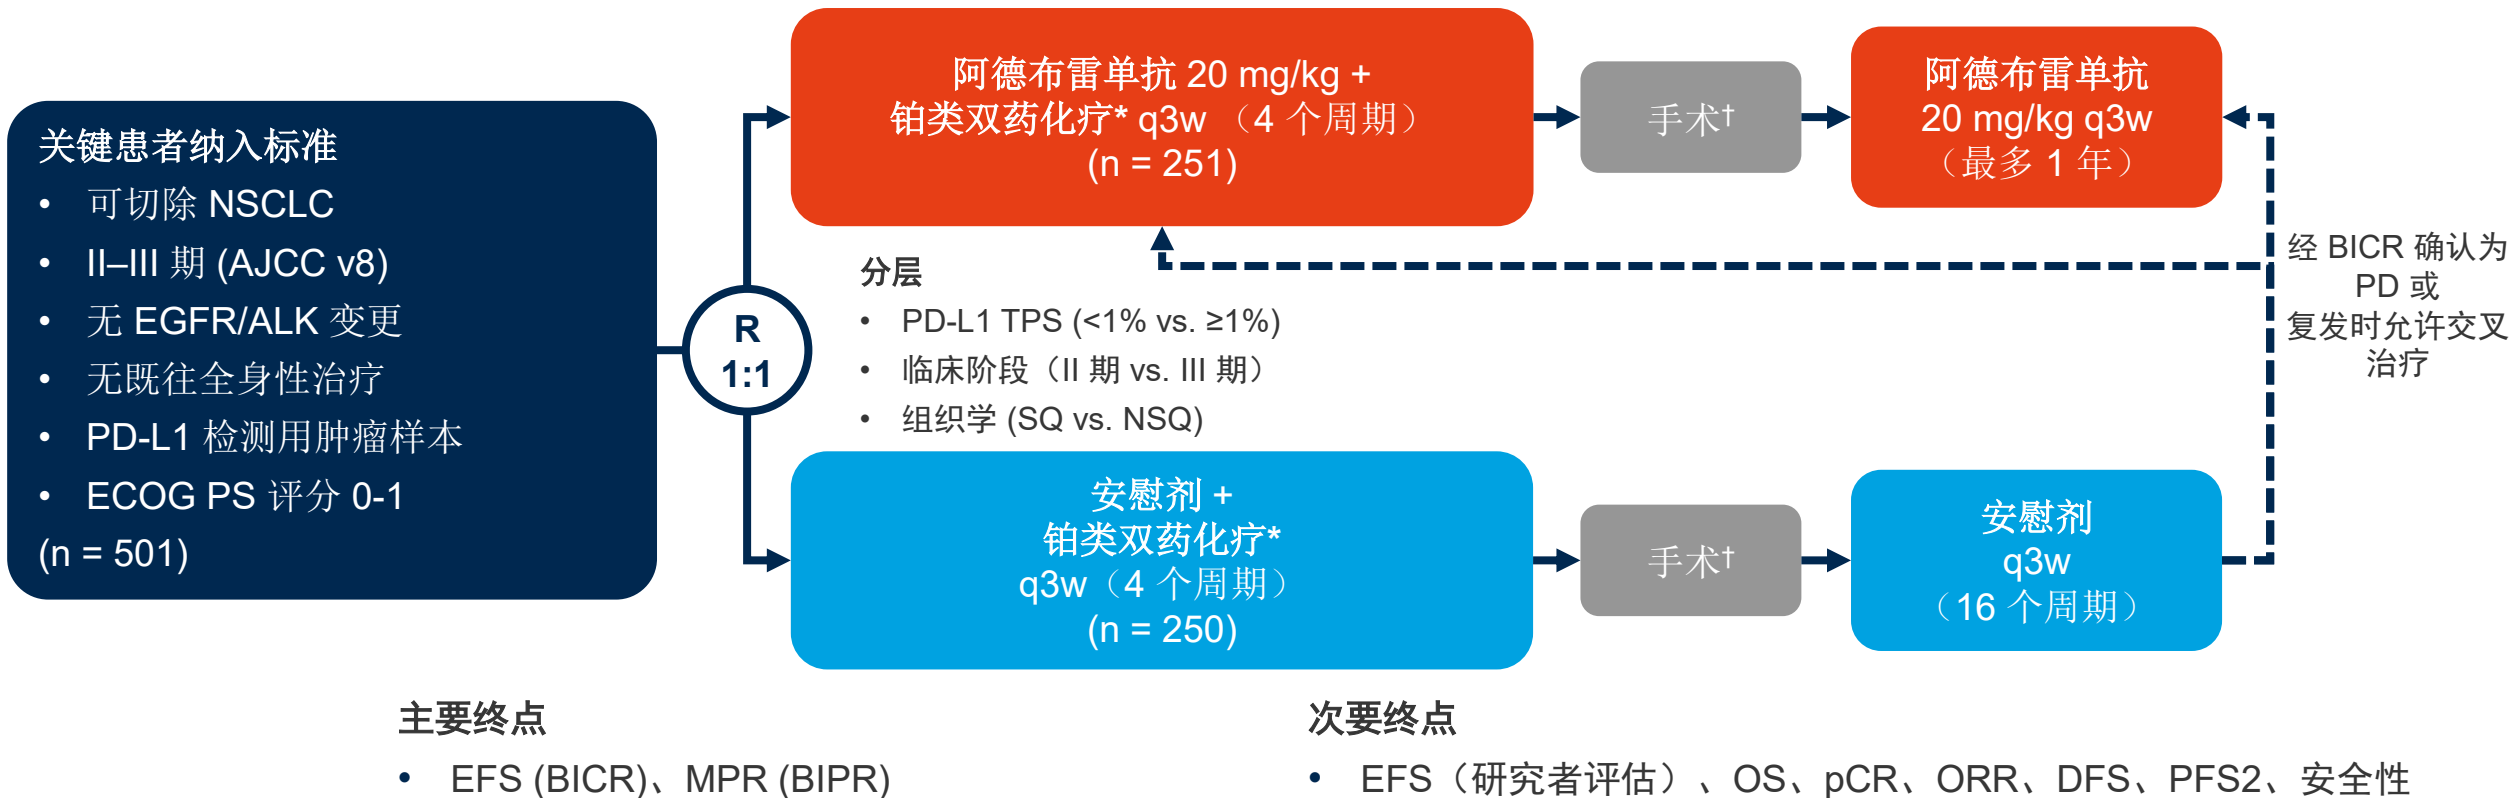 关键患者纳入标准
• 可切除 NSCLC
• II–III 期 (AJCC v8)
• 无 EGFR/ALK 变更
• 无既往全身性治疗
• PD-L1 检测用肿瘤样本
• ECOG PS 评分 0-1
(n = 501)
R
1:1
阿德布雷单抗 20 mg/kg +
铂类双药化疗* q3w （4 个周期）
(n = 251)
手术†
阿德布雷单抗
20 mg/kg q3w
（最多 1 年）
分层
• PD-L1 TPS (<1% vs. ≥1%)
• 临床阶段（II 期 vs. III 期）
• 组织学 (SQ vs. NSQ)
经 BICR 确认为
PD 或
复发时允许交叉
治疗
安慰剂 +
铂类双药化疗*
q3w（4 个周期）
(n = 250)
手术†
安慰剂
q3w
（16 个周期）
主要终点
• EFS (BICR)、MPR (BIPR)
次要终点
• EFS（研究者评估）、OS、pCR、ORR、DFS、PFS2、安全性